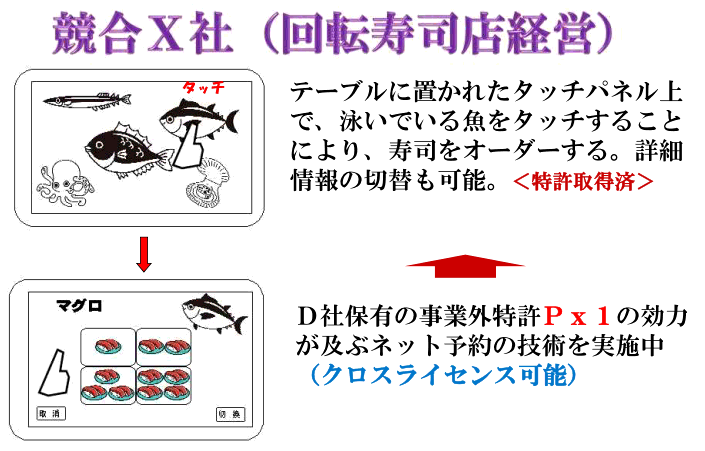 競合X社（回転寿司店経営）
タッチ
テーブルに置かれたタッチパネル上
で、泳いでいる魚をタッチすること
により、寿司をオーダーする。詳細
情報の切替も可能。＜特許取得済＞
マグロ
取消
切換
D社保有の事業外特許Ｐｘ１の効力
が及ぶネット予約の技術を実施中
（クロスライセンス可能）